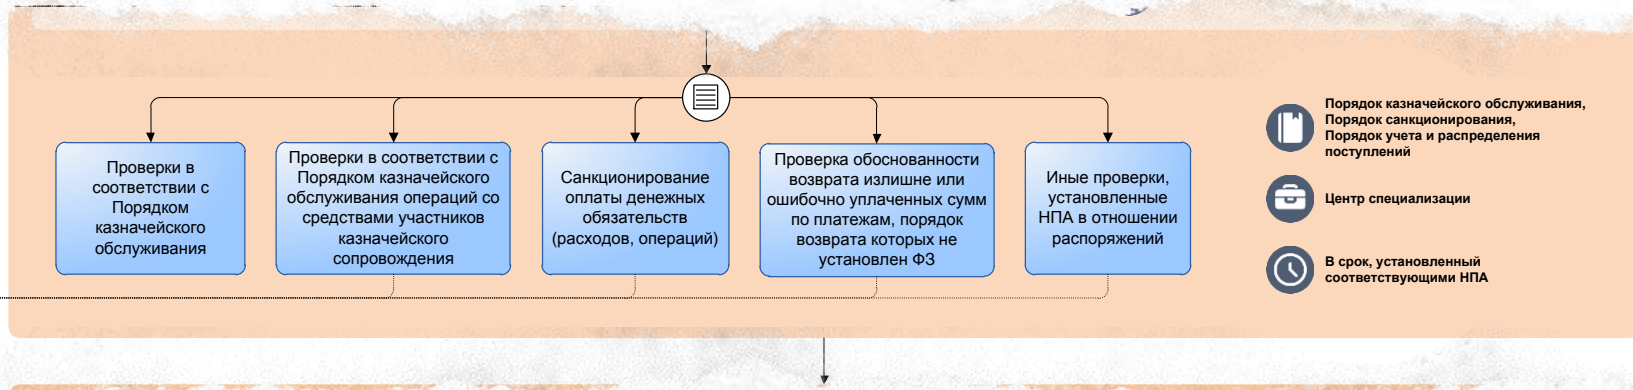 Проверки в
соответствии с
Порядком
казначейского
обслуживания
Проверки в соответствии с
Порядком казначейского
обслуживания операций со
средствами участников
казначейского
сопровождения
Санкционирование
оплаты денежных
обязательств
(расходов, операций)
Проверка обоснованности
возврата излишне или
ошибочно уплаченных сумм
по платежам, порядок
возврата которых не
установлен ФЗ
Иные проверки,
установленные
НПА в отношении
распоряжений
Порядок казначейского обслуживания,
Порядок санкционирования,
Порядок учета и распределения
поступлений
Центр специализации
В срок, установленный
соответствующими НПА